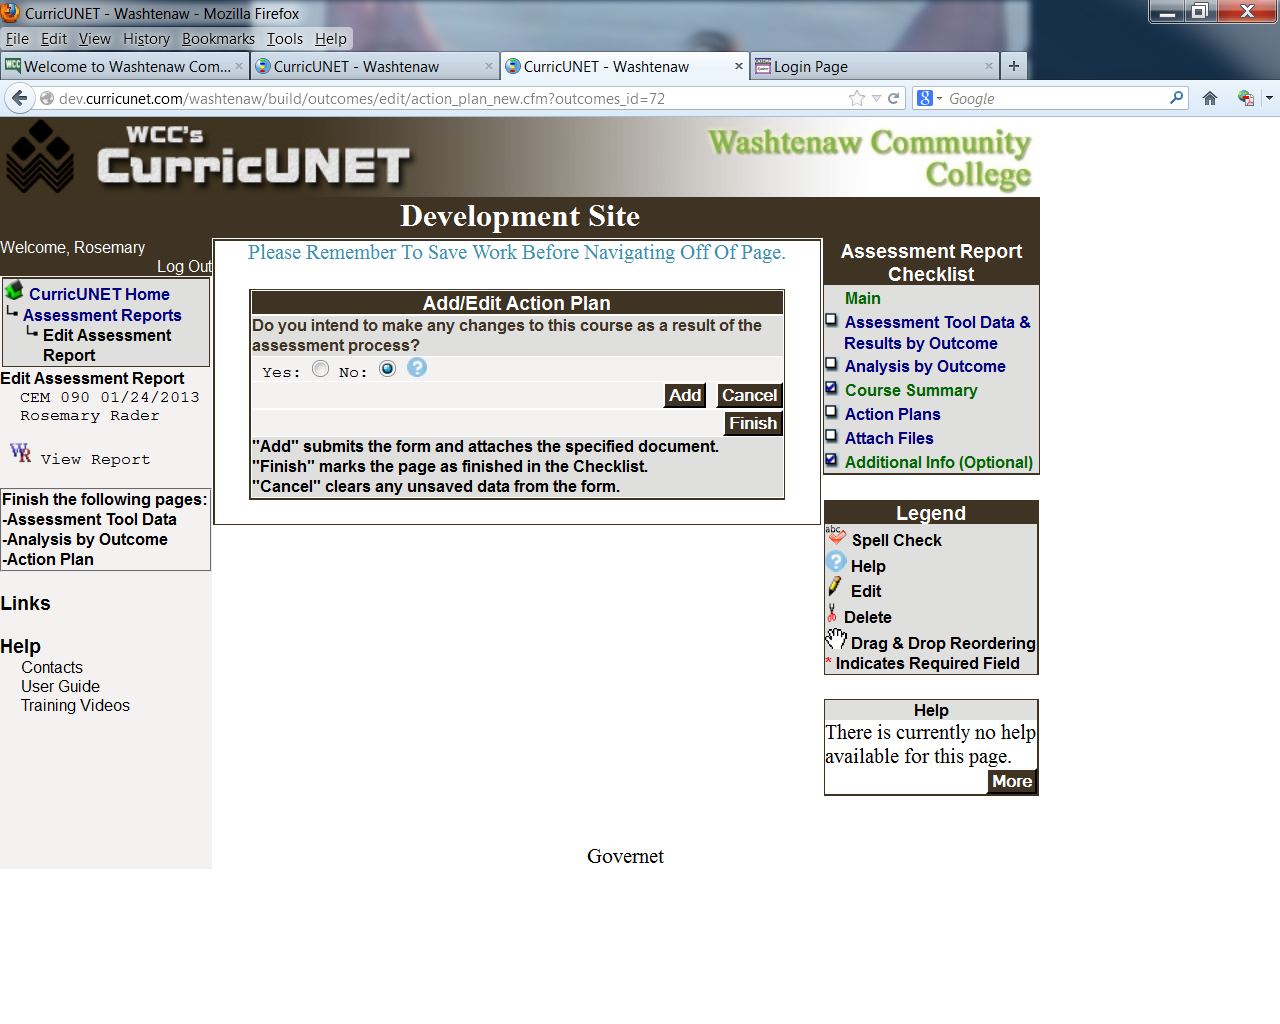 CurricUNET - Washtenaw - Mozilla Firefox
File Edit View History Bookmarks Tools Help
WCC Welcome to Washtenaw Com... × CurricUNET - Washtenaw × CurricUNET - Washtenaw × Login Page × +
dev.curricunet.com/washtenaw/build/outcomes/edit/action_plan_new.cfm?outcomes_id=72
Google
WCC's
CurricUNET
Washtenaw Community
College
Development Site
Welcome, Rosemary
Log Out
CurricUNET Home
Assessment Reports
Edit Assessment
Report
Edit Assessment Report
CEM 090 01/24/2013
Rosemary Rader
View Report
Finish the following pages:
-Assessment Tool Data
-Analysis by Outcome
-Action Plan
Links
Help
Contacts
User Guide
Training Videos
Please Remember To Save Work Before Navigating Off Of Page.
Add/Edit Action Plan
Do you intend to make any changes to this course as a result of the
assessment process?
Yes: No: ?
Add Cancel
Finish
"Add" submits the form and attaches the specified document.
"Finish" marks the page as finished in the Checklist.
"Cancel" clears any unsaved data from the form.
Assessment Report
Checklist
Main
Assessment Tool Data &
Results by Outcome
Analysis by Outcome
Course Summary
Action Plans
Attach Files
Additional Info (Optional)
Legend
abc Spell Check
? Help
Edit
Delete
Drag & Drop Reordering
* Indicates Required Field
Help
There is currently no help
available for this page.
More
Governet